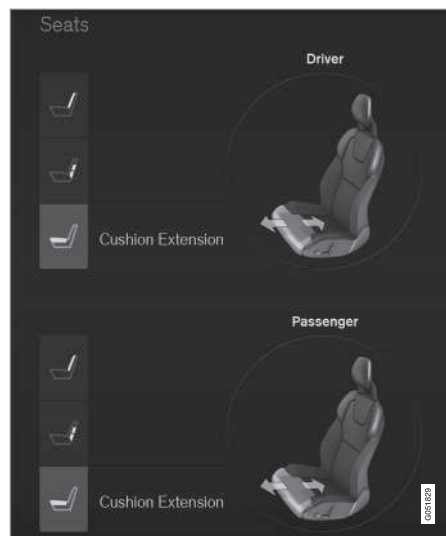 Seats
Driver
Cushion Extension
Passenger
Cushion Extension
G051829